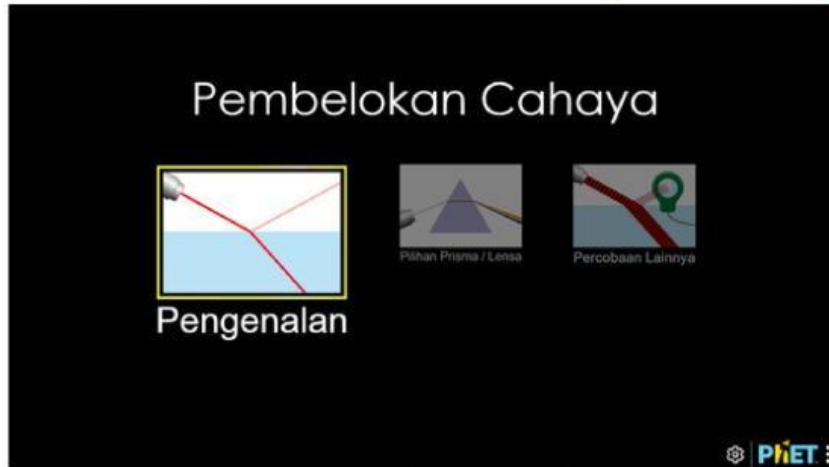 Pembelokan Cahaya
Pengenalan
Pilihan Prisma / Lensa
Percobaan Lainnya
PhET